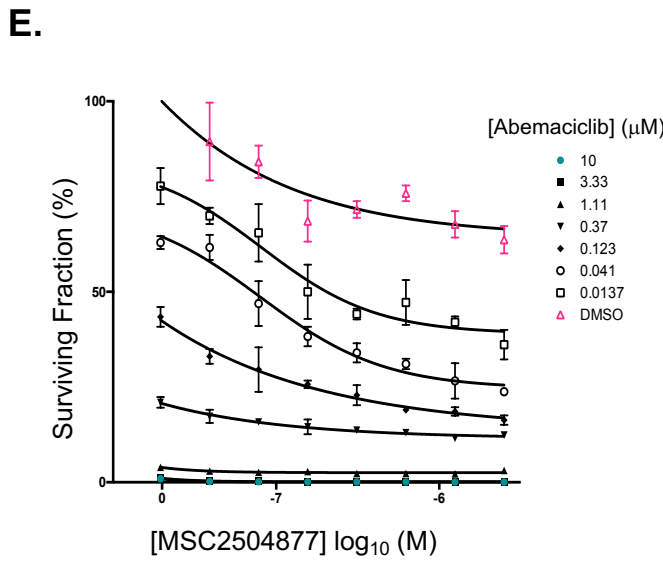 E.
100
50
0
0
-7
-6
Surviving Fraction (%)
[MSC2504877] log10 (M)
[Abemaciclib] (μM)
10
3.33
1.11
0.37
0.123
0.041
0.0137
DMSO